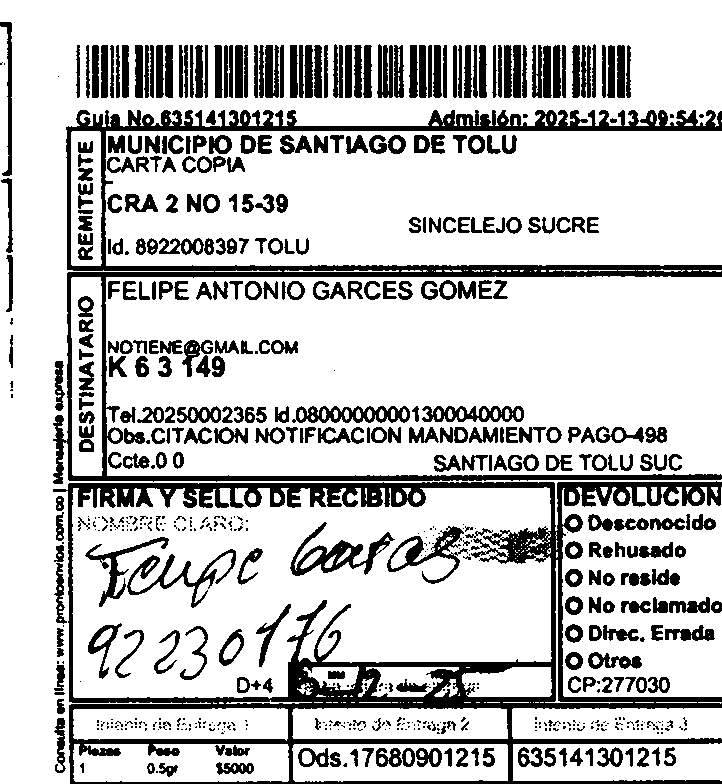 Guia No.635141301215 Admisión: 2025-12-13-09:54:26
REMITENTE
MUNICIPIO DE SANTIAGO DE TOLU
CARTA COPIA
CRA 2 NO 15-39
SINCELEJO SUCRE
Id. 8922008397 TOLU
DESTINATARIO
FELIPE ANTONIO GARCES GOMEZ
NOTIENE@GMAIL.COM
K 6 3 149
Tel.20250002365 Id.08000000001300040000
Obs.CITACION NOTIFICACION MANDAMIENTO PAGO-498
Ccte.0 0 SANTIAGO DE TOLU SUC
Consulta en línea: www.prontoenvios.com.co | Mensajería expresa
FIRMA Y SELLO DE RECIBIDO
NOMBRE CLARO:
Felipe Garces
92230176
D+4
DEVOLUCION
Desconocido
Rehusado
No reside
No reclamado
Direc. Errada
Otros
CP:277030
Intento de Entrega 1 Intento de Entrega 2 Intento de Entrega 3
Piezas Peso Valor
1 0.5gr $5000
Ods.17680901215 635141301215